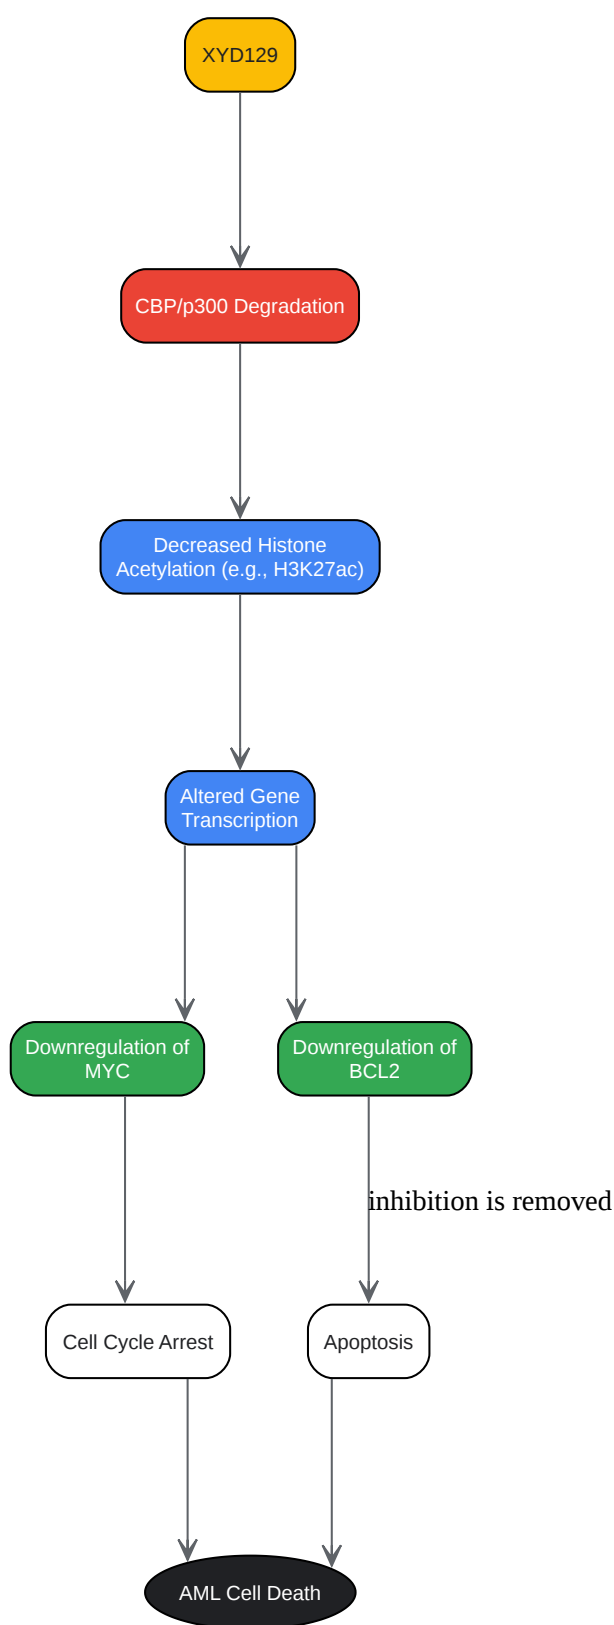 XYD129
CBP/p300 Degradation
Decreased Histone
Acetylation (e.g., H3K27ac)
Altered Gene
Transcription
Downregulation of
MYC
Downregulation of
BCL2
inhibition is removed
Cell Cycle Arrest
Apoptosis
AML Cell Death